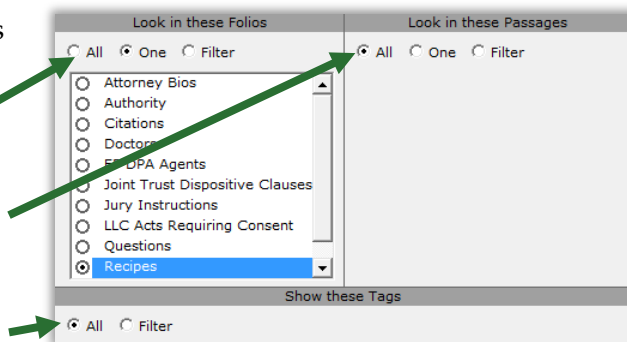 s
Look in these Folios
Look in these Passages
All One Filter
All One Filter
Attorney Bios
Authority
Citations
Doctors
DPA Agents
Joint Trust Dispositive Clauses
Jury Instructions
LLC Acts Requiring Consent
Questions
Recipes
Show these Tags
All Filter